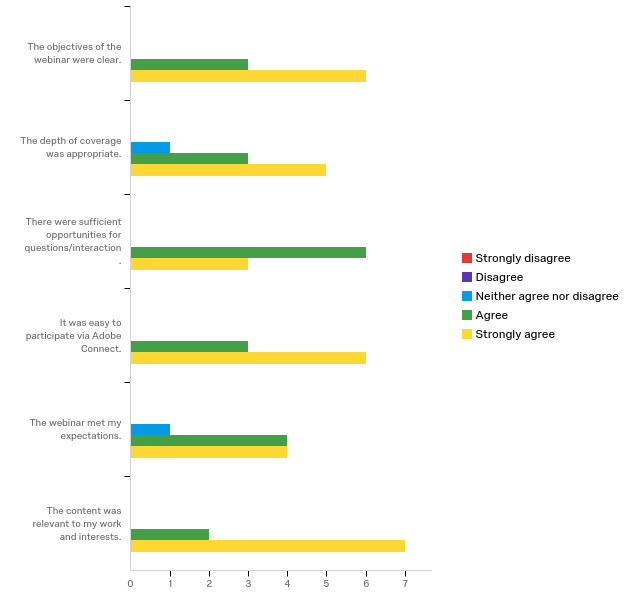 The objectives of the
webinar were clear.
The depth of coverage
was appropriate.
There were sufficient
opportunities for
questions/interaction
.
It was easy to
participate via Adobe
Connect.
The webinar met my
expectations.
The content was
relevant to my work
and interests.
0 1 2 3 4 5 6 7
Strongly disagree
Disagree
Neither agree nor disagree
Agree
Strongly agree